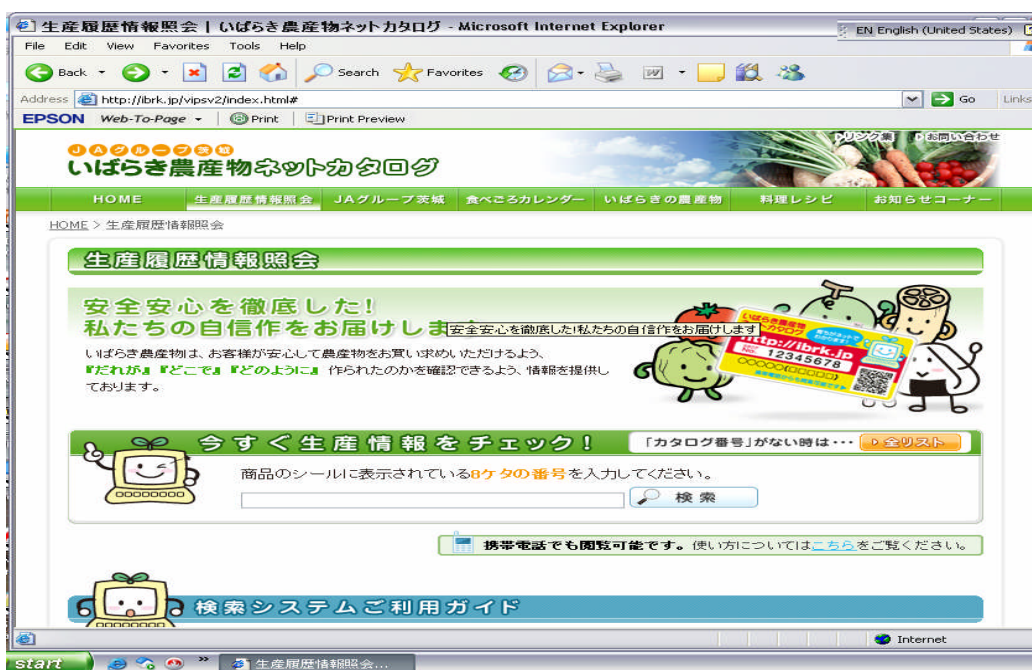 生産履歴情報照会 | いばらき農産物ネットカタログ - Microsoft Internet Explorer
EN English (United States)
File Edit View Favorites Tools Help
Back Search Favorites
Address http://ibrk.jp/vipsv2/index.html# Go Links
EPSON Web-To-Page Print Print Preview
リンク集 お問い合わせ
JAグループ茨城
いばらき農産物ネットカタログ
HOME 生産履歴情報照会 JAグループ茨城 食べごろカレンダー いばらきの農産物 料理レシピ お知らせコーナー
HOME > 生産履歴情報照会
生産履歴情報照会
安全安心を徹底した!
私たちの自信作をお届けしま
安全安心を徹底した!私たちの自信作をお届けします
いばらき農産物は、お客様が安心して農産物をお買い求めいただけるよう、
『だれが』『どこで』『どのように』作られたのかを確認できるよう、情報を提供し
ております。
いばらき農産物
ネットカタログ
http://ibrk.jp
NO. 12345678
今すぐ生産情報をチェック!
「カタログ番号」がない時は・・・ 全リスト
商品のシールに表示されている8ケタの番号を入力してください。
検索
携帯電話でも閲覧可能です。使い方についてはこちらをご覧ください。
検索システムご利用ガイド
Internet
start 生産履歴情報照会...